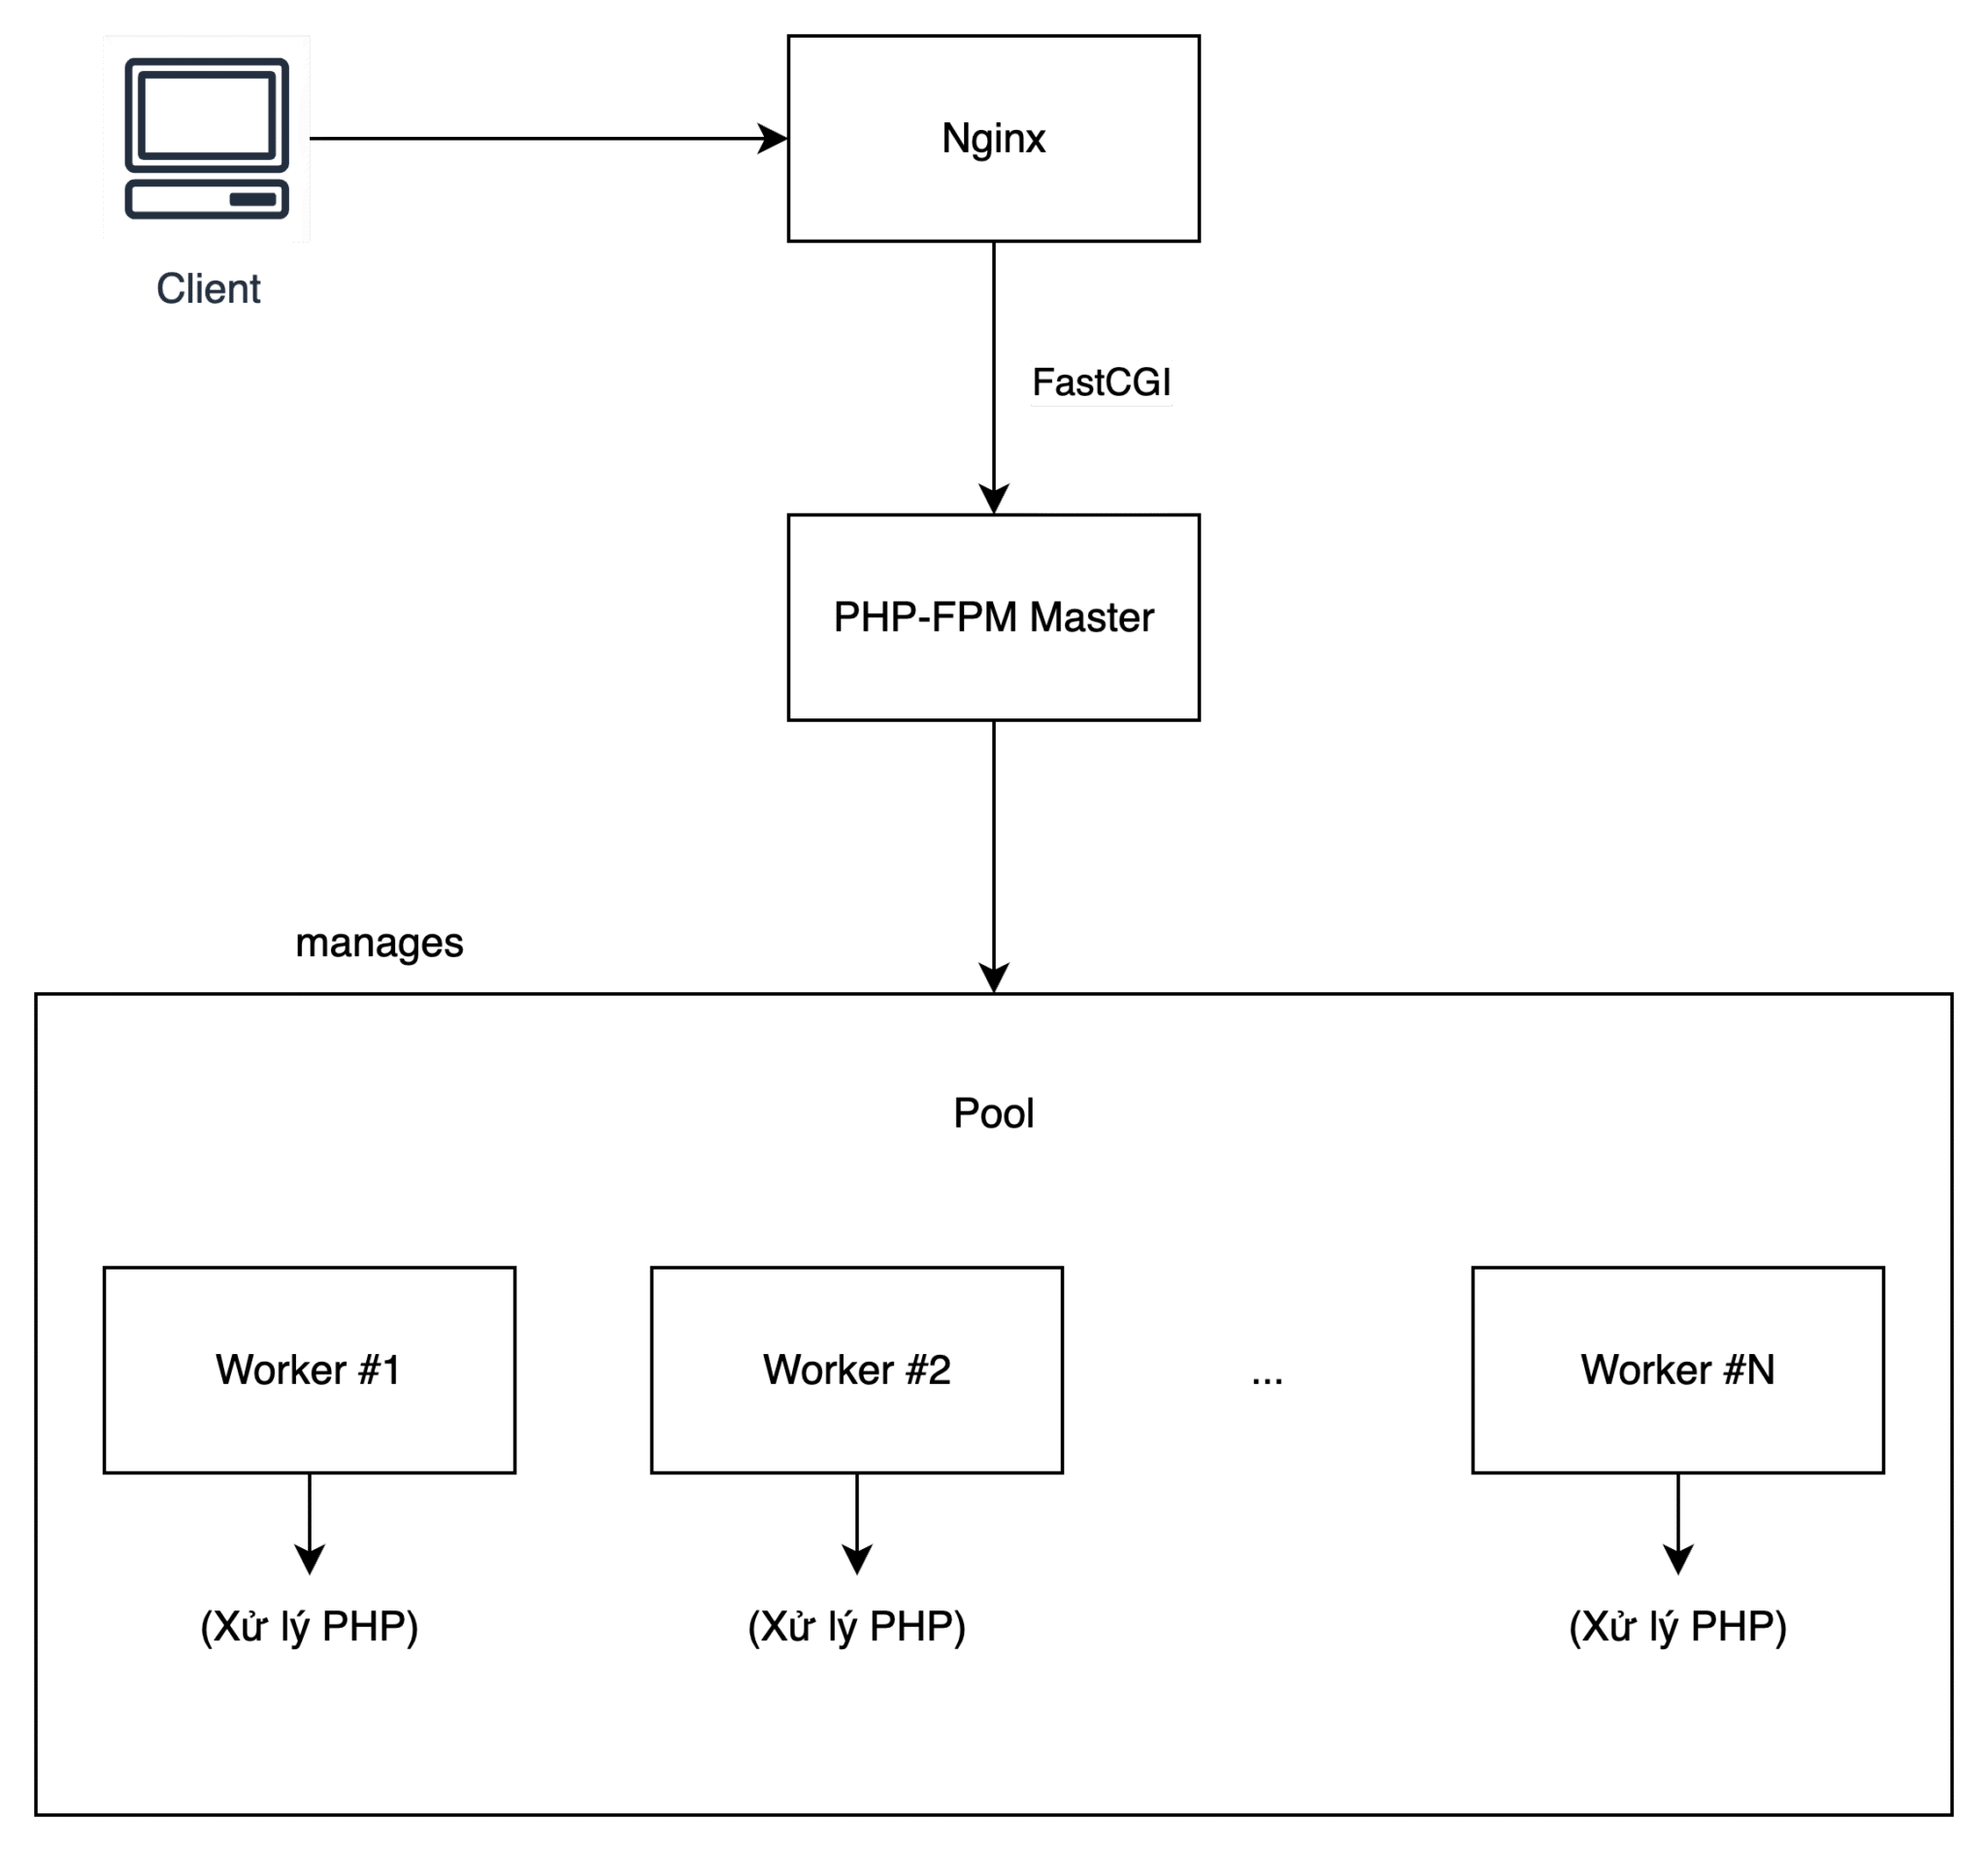 Nginx
Client
FastCGI
PHP-FPM Master
manages
Pool
Worker #1
Worker #2
...
Worker #N
(Xử lý PHP)
(Xử lý PHP)
(Xử lý PHP)